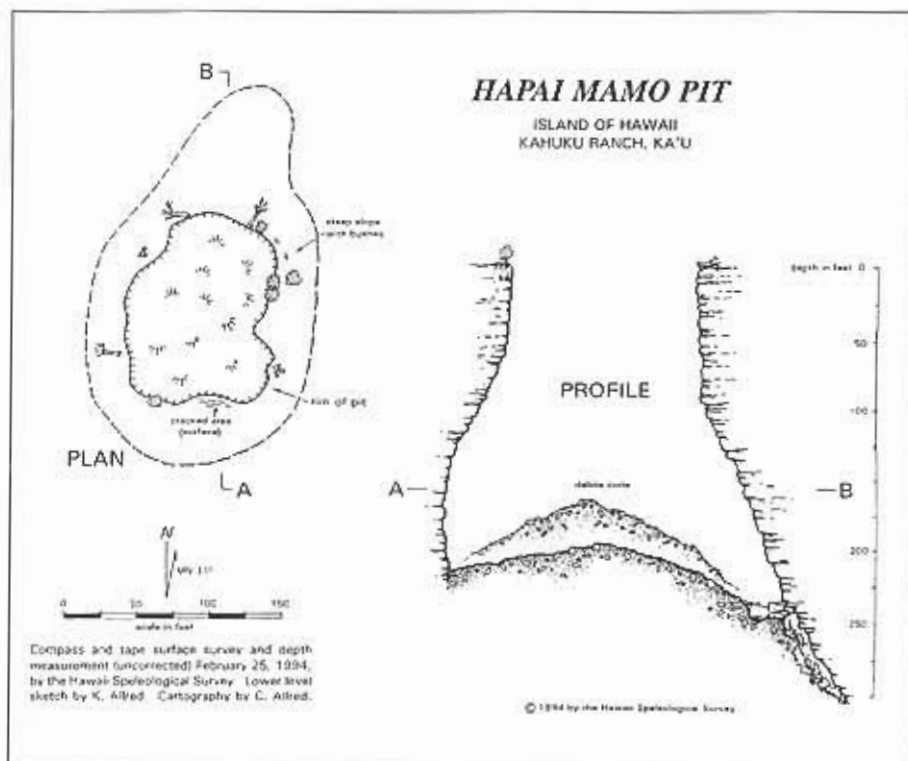 HAPAI MAMO PIT
ISLAND OF HAWAII
KAHUKU RANCH, KA'U
B
steep slope
with bushes
rim of pit
cracked area
(surface)
PLAN
A
N
0 50 100 150
scale in feet
Compass and tape surface survey and depth
measurement (uncorrected) February 25, 1994,
by the Hawaii Speleological Survey. Lower level
sketch by K. Allred. Cartography by C. Allred.
depth in feet 0
50
100
PROFILE
A
debris cone
B
200
250
© 1994 by the Hawaii Speleological Survey